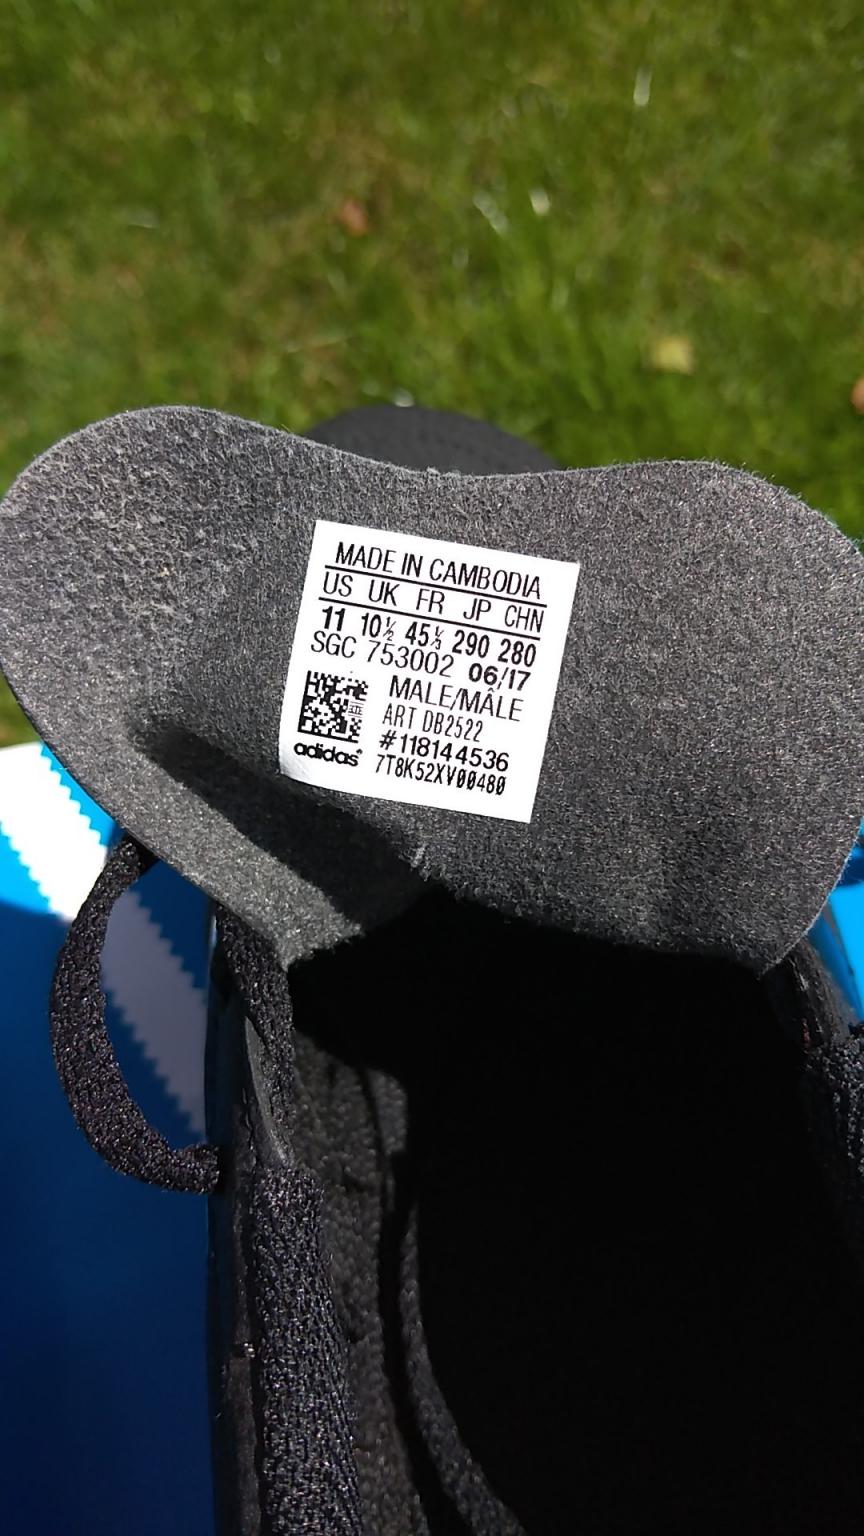 MADE IN CAMBODIA
US UK FR JP CHN
11 10½ 45⅓ 290 280
SGC 753002 06/17
MALE/MÂLE
ART DB2522
#118144536
adidas 7T8K52XV00480